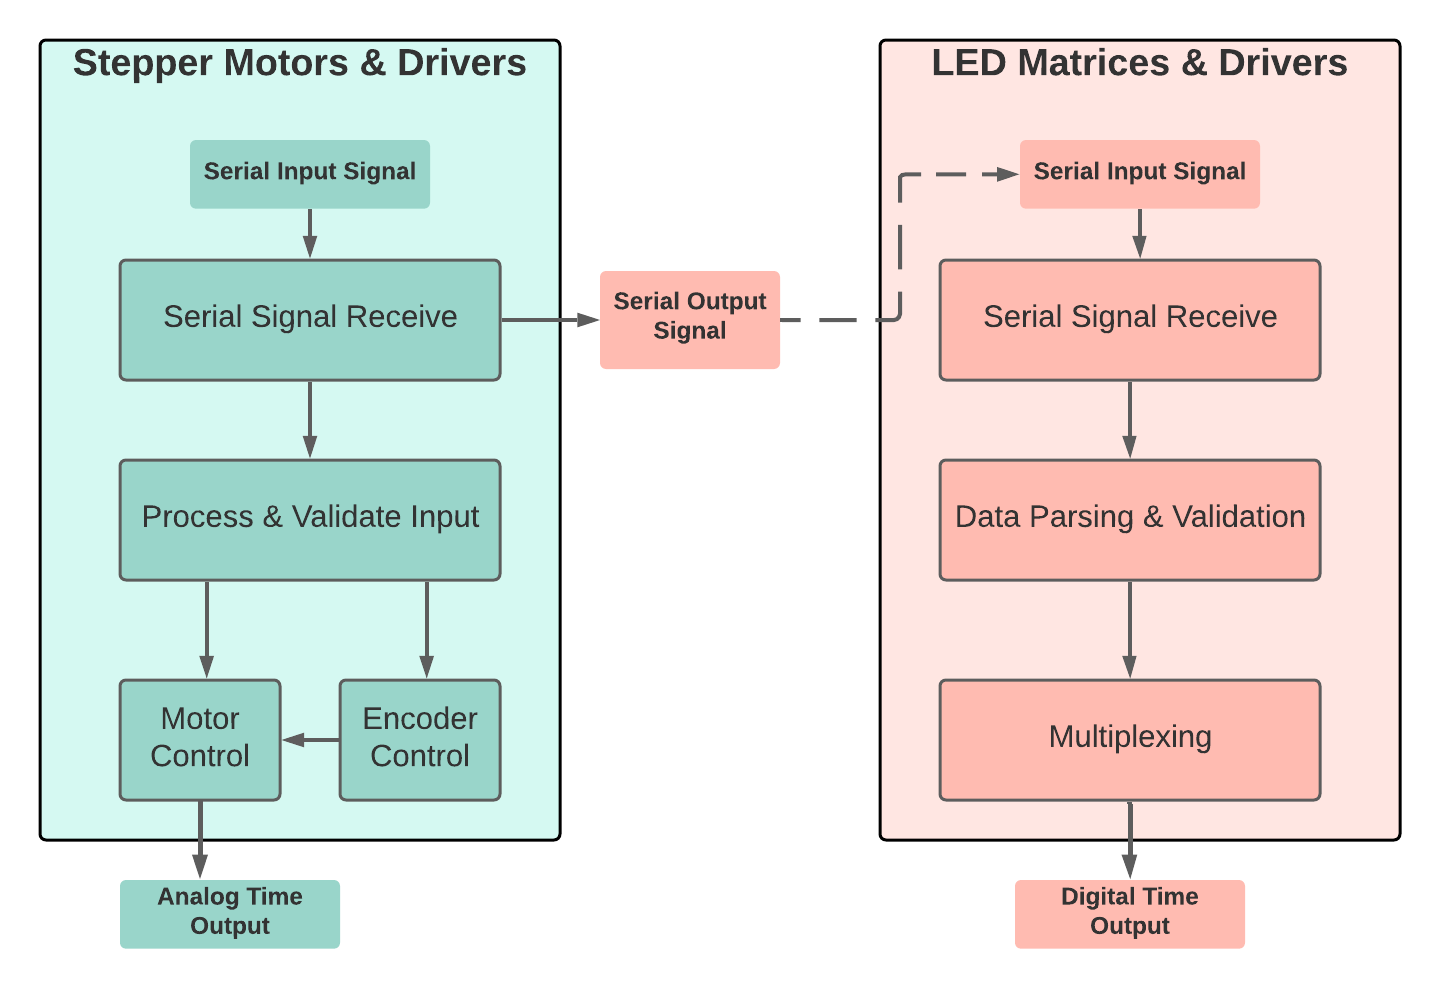 Stepper Motors & Drivers
Serial Input Signal
Serial Signal Receive
Process & Validate Input
Motor
Control
Encoder
Control
Analog Time
Output
Serial Output
Signal
LED Matrices & Drivers
Serial Input Signal
Serial Signal Receive
Data Parsing & Validation
Multiplexing
Digital Time
Output